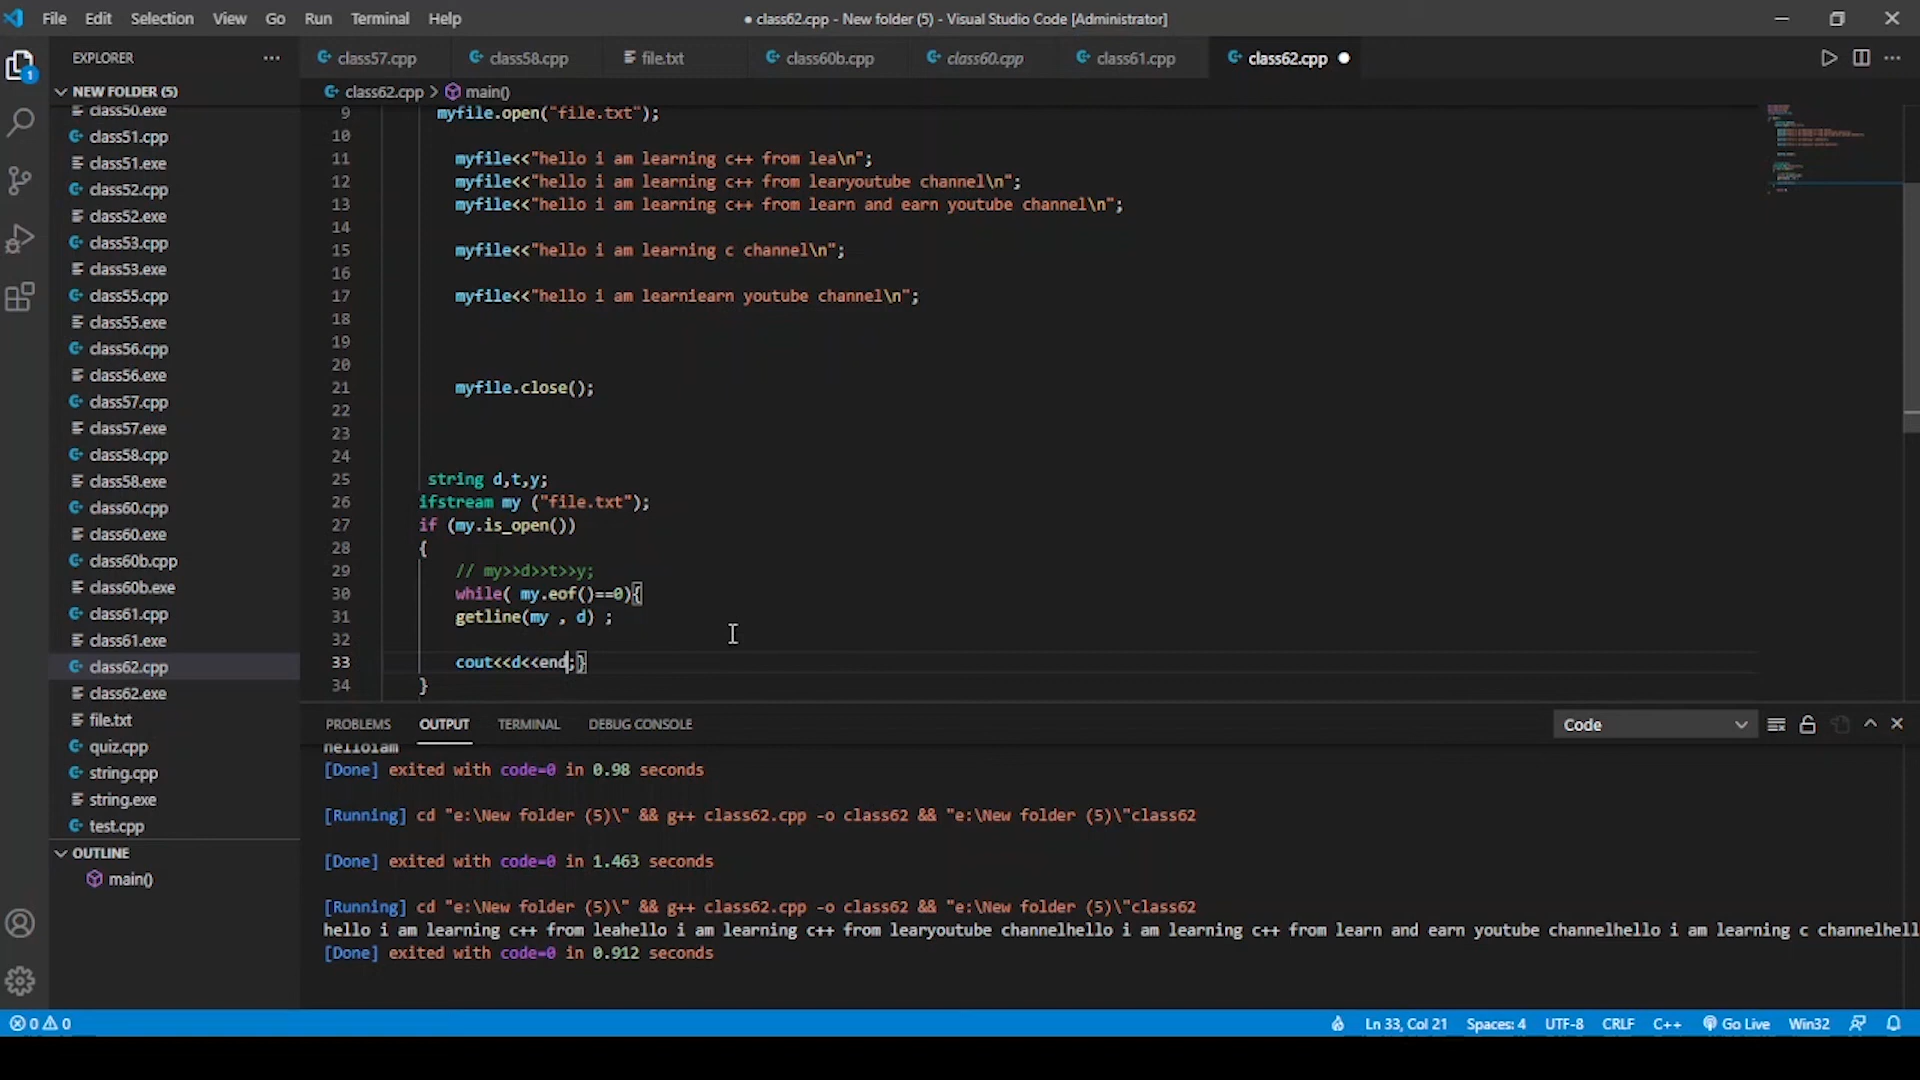 File Edit Selection View Go Run Terminal Help
● class62.cpp - New folder (5) - Visual Studio Code [Administrator]
EXPLORER
class57.cpp class58.cpp file.txt class60b.cpp class60.cpp class61.cpp class62.cpp
1
NEW FOLDER (5)
class62.cpp > main()
class50.exe
class51.cpp
class51.exe
class52.cpp
class52.exe
class53.cpp
class53.exe
class55.cpp
class55.exe
class56.cpp
class56.exe
class57.cpp
class57.exe
class58.cpp
class58.exe
class60.cpp
class60.exe
class60b.cpp
class60b.exe
class61.cpp
class61.exe
class62.cpp
class62.exe
file.txt
quiz.cpp
string.cpp
string.exe
test.cpp
OUTLINE
main()
9 myfile.open("file.txt");
10
11 myfile<<"hello i am learning c++ from lea\n";
12 myfile<<"hello i am learning c++ from learyoutube channel\n";
13 myfile<<"hello i am learning c++ from learn and earn youtube channel\n";
14
15 myfile<<"hello i am learning c channel\n";
16
17 myfile<<"hello i am learniearn youtube channel\n";
18
19
20
21 myfile.close();
22
23
24
25 string d,t,y;
26 ifstream my ("file.txt");
27 if (my.is_open())
28 {
29 // my>>d>>t>>y;
30 while( my.eof()==0){
31 getline(my , d) ;
32
33 cout<<d<<end;}
34 }
PROBLEMS OUTPUT TERMINAL DEBUG CONSOLE Code
helloiam
[Done] exited with code=0 in 0.98 seconds
[Running] cd "e:\New folder (5)\" && g++ class62.cpp -o class62 && "e:\New folder (5)\"class62
[Done] exited with code=0 in 1.463 seconds
[Running] cd "e:\New folder (5)\" && g++ class62.cpp -o class62 && "e:\New folder (5)\"class62
hello i am learning c++ from leahello i am learning c++ from learyoutube channelhello i am learning c++ from learn and earn youtube channelhello i am learning c channelhell
[Done] exited with code=0 in 0.912 seconds
0 0 Ln 33, Col 21 Spaces: 4 UTF-8 CRLF C++ Go Live Win32